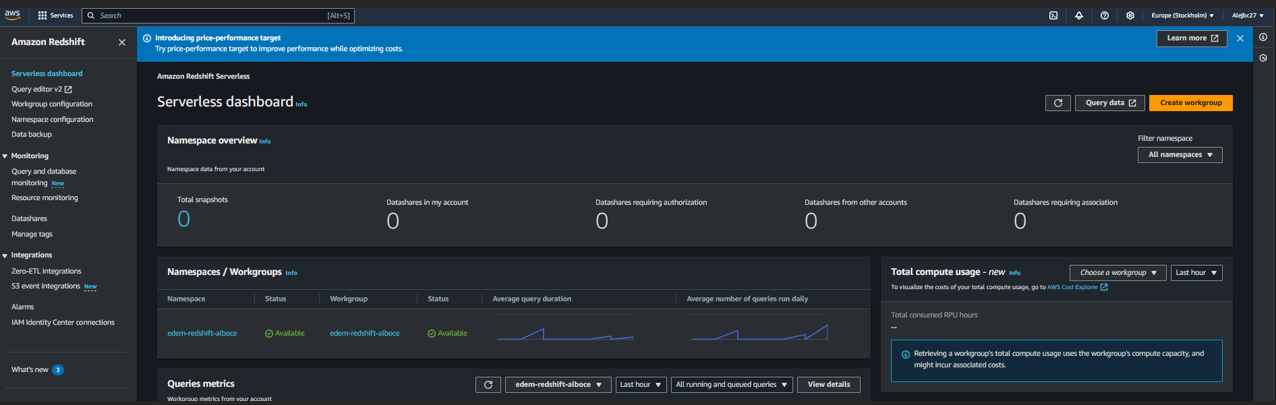 aws
Services
Search
[Alt+S]
Europe (Stockholm)
Alejbc27
Amazon Redshift
Serverless dashboard
Query editor v2
Workgroup configuration
Namespace configuration
Data backup
Monitoring
Query and database
monitoring New
Resource monitoring
Datashares
Manage tags
Integrations
Zero-ETL integrations
S3 event integrations New
Alarms
IAM Identity Center connections
What's new 3
Introducing price-performance target
Try price-performance target to improve performance while optimizing costs.
Learn more
Amazon Redshift Serverless
Serverless dashboard Info
Query data
Create workgroup
Namespace overview Info
Filter namespace
All namespaces
Namespace data from your account
Total snapshots
0
Datashares in my account
0
Datashares requiring authorization
0
Datashares from other accounts
0
Datashares requiring association
0
Namespaces / Workgroups Info
Namespace Status Workgroup Status Average query duration Average number of queries run daily
edem-redshift-alboce Available edem-redshift-alboce Available
Total compute usage - new Info
Choose a workgroup
Last hour
To visualize the costs of your total compute usage, go to AWS Cost Explorer
Total consumed RPU hours
–
Retrieving a workgroup's total compute usage uses the workgroup's compute capacity, and
might incur associated costs.
Queries metrics
edem-redshift-alboce
Last hour
All running and queued queries
View details
Workgroup metrics from your account